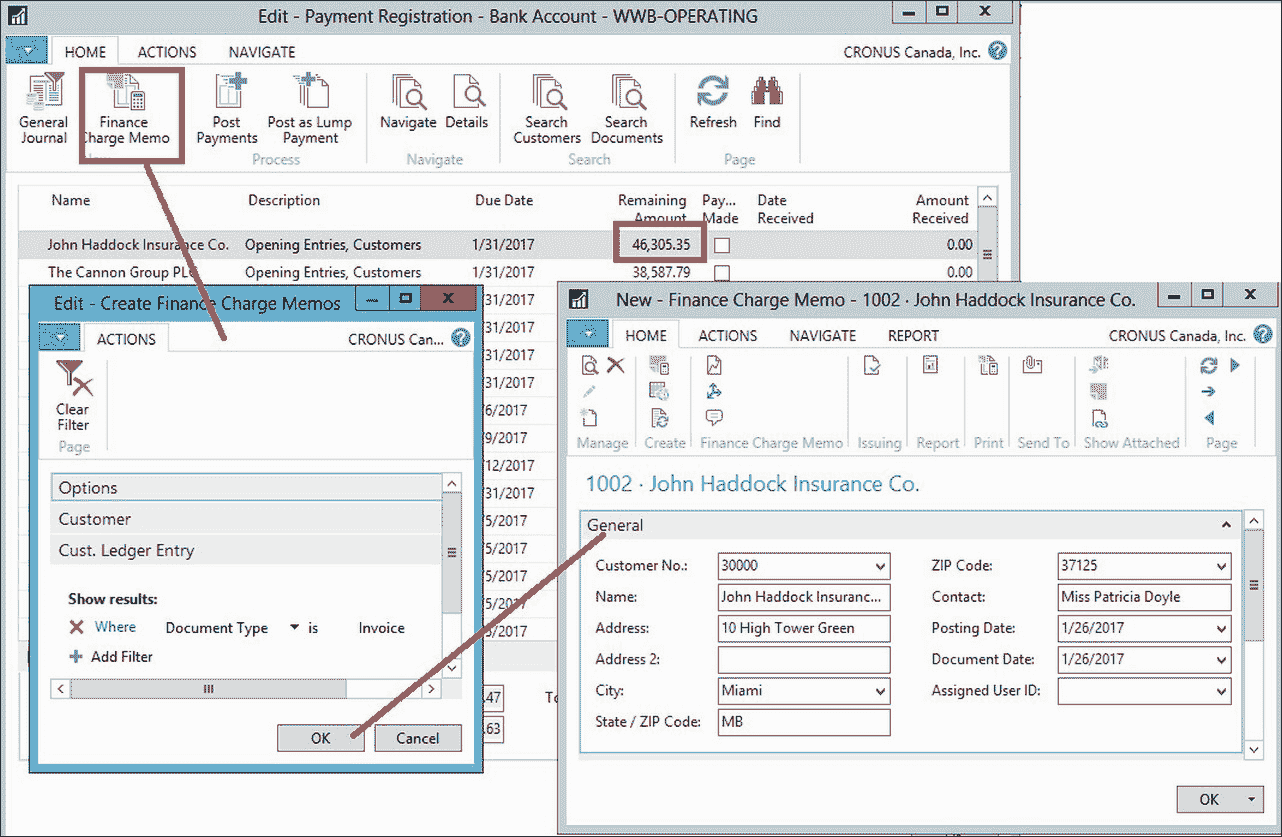 Edit - Payment Registration - Bank Account - WWB-OPERATING
HOME ACTIONS NAVIGATE CRONUS Canada, Inc.
General Journal
Finance Charge Memo
Post Payments
Post as Lump Payment
Navigate
Details
Search Customers
Search Documents
Refresh
Find
Process Navigate Search Page
Name Description Due Date Remaining Amount Pay... Made Date Received Amount Received
John Haddock Insurance Co. Opening Entries, Customers 1/31/2017 46,305.35 0.00
The Cannon Group PLC Opening Entries, Customers 1/31/2017 38,587.79 0.00
Edit - Create Finance Charge Memos
ACTIONS CRONUS Can...
Clear Filter
Page
Options
Customer
Cust. Ledger Entry
Show results:
Where Document Type is Invoice
Add Filter
OK Cancel
31/2017
31/2017
31/2017
31/2017
6/2017
9/2017
12/2017
31/2017
5/2017
5/2017
5/2017
5/2017
5/2017
.47
.63
New - Finance Charge Memo - 1002 · John Haddock Insurance Co.
HOME ACTIONS NAVIGATE REPORT CRONUS Canada, Inc.
Manage Create Finance Charge Memo Issuing Report Print Send To Show Attached Page
1002 · John Haddock Insurance Co.
General
Customer No.: 30000 ZIP Code: 37125
Name: John Haddock Insuranc... Contact: Miss Patricia Doyle
Address: 10 High Tower Green Posting Date: 1/26/2017
Address 2: Document Date: 1/26/2017
City: Miami Assigned User ID:
State / ZIP Code: MB
OK